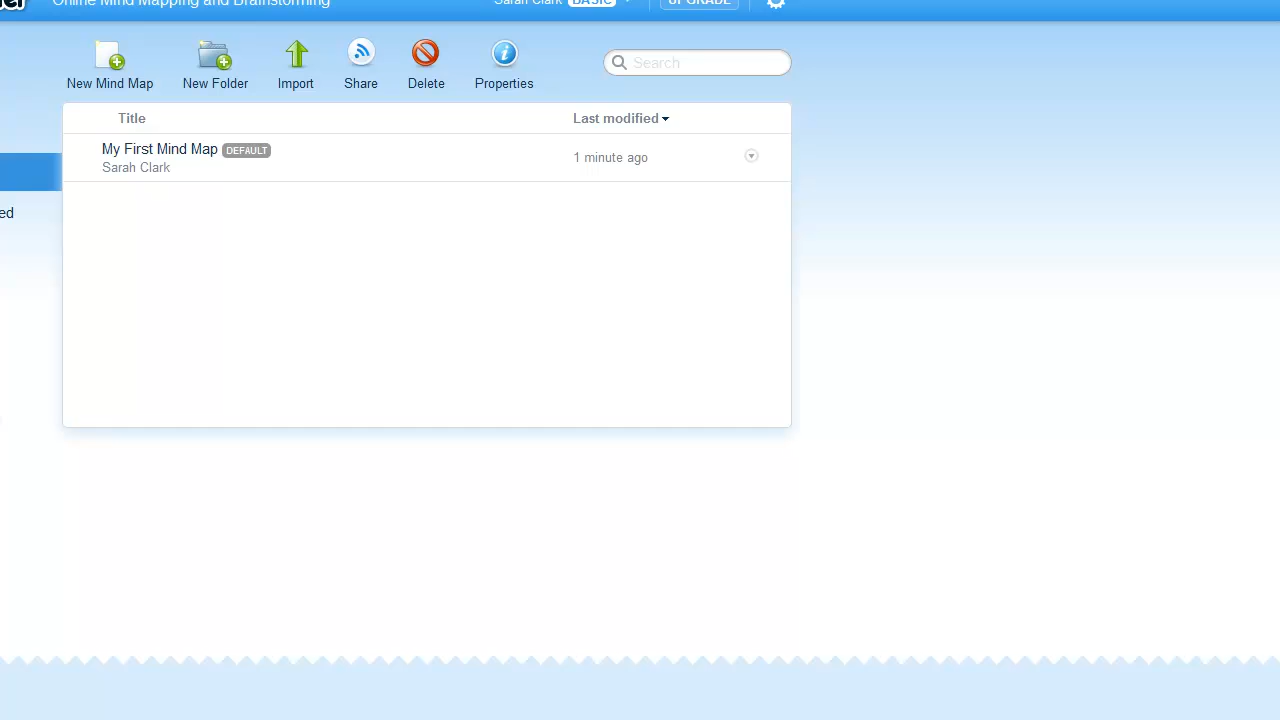 Online Mind Mapping and Brainstorming
Sarah Clark BASIC
UPGRADE
New Mind Map
New Folder
Import
Share
Delete
Properties
Search
Title
Last modified
My First Mind Map DEFAULT
Sarah Clark
1 minute ago